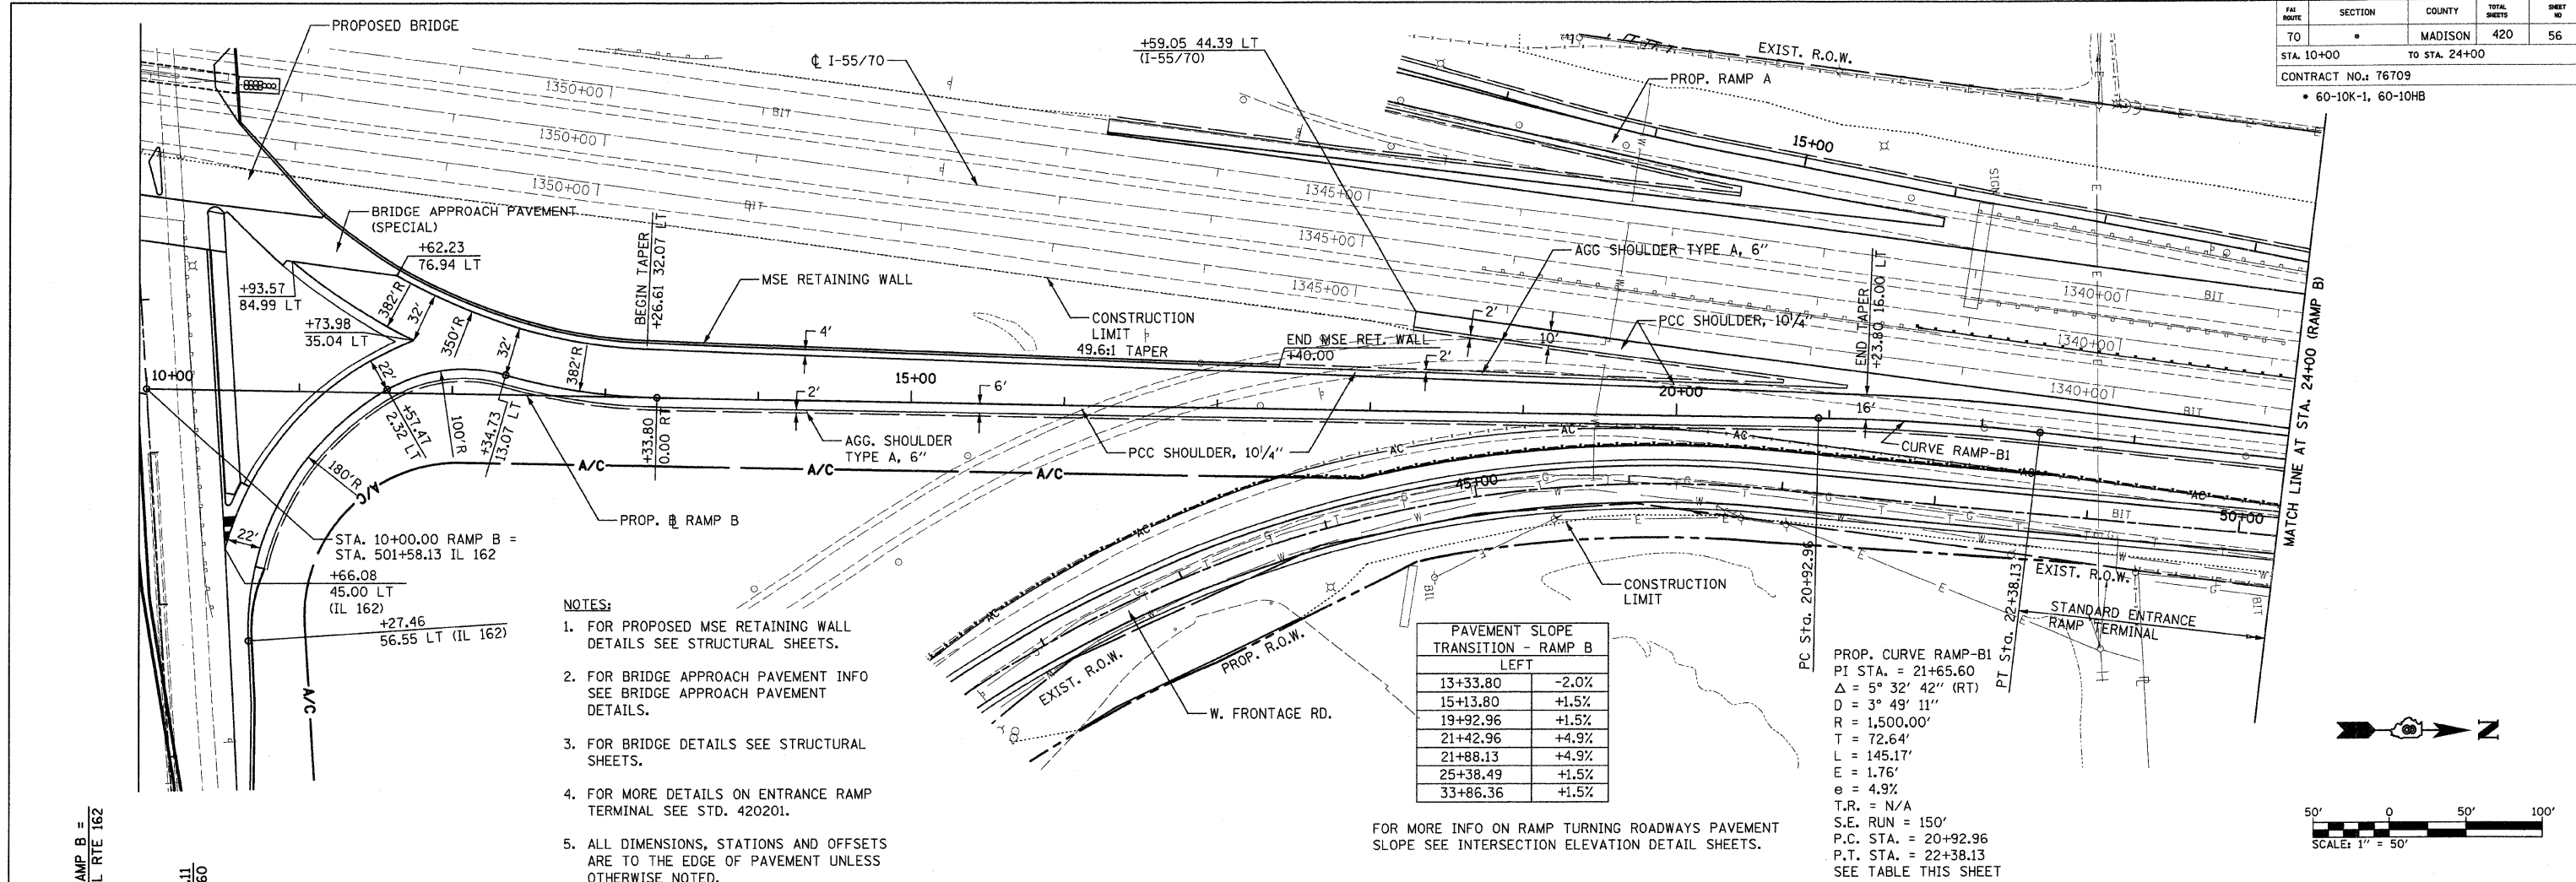 FAI ROUTE SECTION COUNTY TOTAL SHEETS SHEET NO
70 * MADISON 420 56
STA. 10+00 TO STA. 24+00
CONTRACT NO.: 76709
* 60-10K-1, 60-10HB
PROPOSED BRIDGE
℄ I-55/70
+59.05 44.39 LT
(I-55/70)
EXIST. R.O.W.
PROP. RAMP A
15+00
1350+00
BIT
1350+00
1350+00
BIT
1345+00
1345+00
1345+00
SIGN
1340+00
BIT
1340+00
1340+00
BIT
BRIDGE APPROACH PAVEMENT
(SPECIAL)
+62.23
76.94 LT
+93.57
84.99 LT
+73.98
35.04 LT
382'R
32'
350'R
32'
382'R
22'
BEGIN TAPER
+26.61 32.07 LT
MSE RETAINING WALL
4'
CONSTRUCTION
LIMIT
49.6:1 TAPER
END MSE RET. WALL
+40.00
AGG SHOULDER TYPE A, 6"
2'
10'
PCC SHOULDER, 10¼"
2'
END TAPER
+23.80 16.00 LT
MATCH LINE AT STA. 24+00 (RAMP B)
10+00
15+00
20+00
16'
2'
6'
+57.47
2.32 LT
100'R
+34.73
13.07 LT
+33.80
0.00 RT
AGG. SHOULDER
TYPE A, 6"
PCC SHOULDER, 10¼"
CURVE RAMP-B1
180'R
A/C
A/C
A/C
A/C
A/C
PROP. ℄ RAMP B
STA. 10+00.00 RAMP B =
STA. 501+58.13 IL 162
22'
+66.08
45.00 LT
(IL 162)
+27.46
56.55 LT (IL 162)
AC
AC
AC
AC
AC
AC
AC
45+00
50+00
BIT
BIT
CONSTRUCTION
LIMIT
EXIST. R.O.W.
PROP. R.O.W.
EXIST. R.O.W.
W. FRONTAGE RD.
PC Sta. 20+92.96
PT Sta. 22+38.13
STANDARD ENTRANCE
RAMP TERMINAL
NOTES:
1. FOR PROPOSED MSE RETAINING WALL
DETAILS SEE STRUCTURAL SHEETS.
2. FOR BRIDGE APPROACH PAVEMENT INFO
SEE BRIDGE APPROACH PAVEMENT
DETAILS.
3. FOR BRIDGE DETAILS SEE STRUCTURAL
SHEETS.
4. FOR MORE DETAILS ON ENTRANCE RAMP
TERMINAL SEE STD. 420201.
5. ALL DIMENSIONS, STATIONS AND OFFSETS
ARE TO THE EDGE OF PAVEMENT UNLESS
OTHERWISE NOTED.
PAVEMENT SLOPE
TRANSITION - RAMP B
LEFT
13+33.80 -2.0%
15+13.80 +1.5%
19+92.96 +1.5%
21+42.96 +4.9%
21+88.13 +4.9%
25+38.49 +1.5%
33+86.36 +1.5%
FOR MORE INFO ON RAMP TURNING ROADWAYS PAVEMENT
SLOPE SEE INTERSECTION ELEVATION DETAIL SHEETS.
PROP. CURVE RAMP-B1
PI STA. = 21+65.60
Δ = 5° 32' 42" (RT)
D = 3° 49' 11"
R = 1,500.00'
T = 72.64'
L = 145.17'
E = 1.76'
e = 4.9%
T.R. = N/A
S.E. RUN = 150'
P.C. STA. = 20+92.96
P.T. STA. = 22+38.13
SEE TABLE THIS SHEET
N
50' 0 50' 100'
SCALE: 1" = 50'
AMP B =
L RTE 162
.11
60